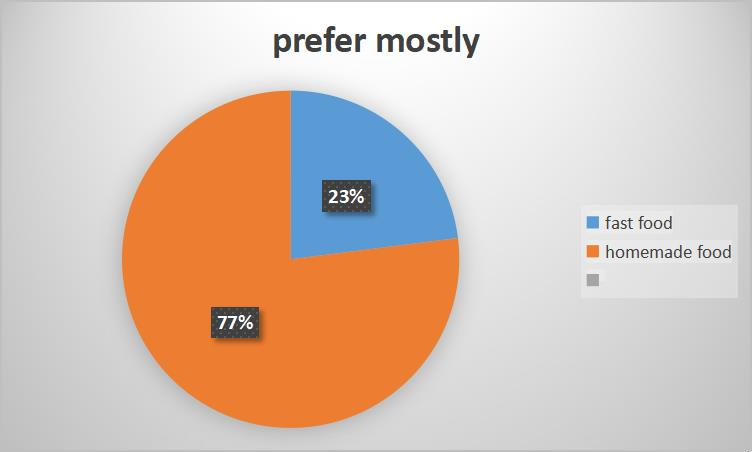 prefer mostly
23%
77%
fast food
homemade food